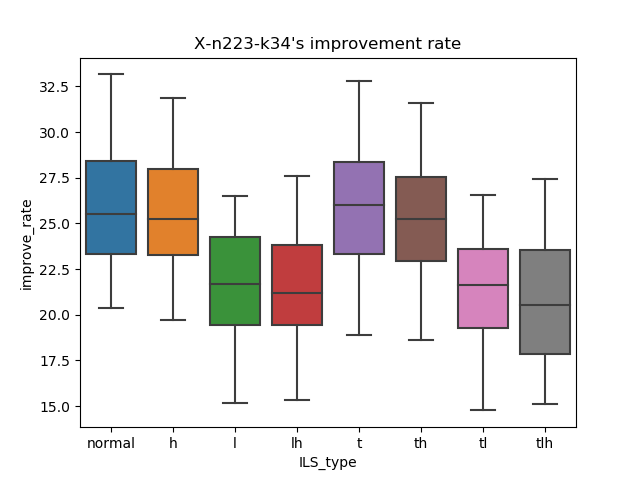 X-n223-k34's improvement rate
improve_rate
32.5
30.0
27.5
25.0
22.5
20.0
17.5
15.0
normal h l lh t th tl tlh
ILS_type